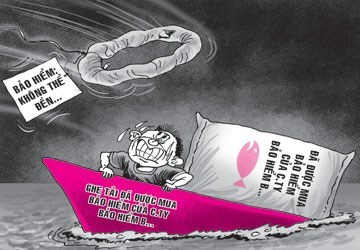 BẢO HIỂM:
KHÔNG THỂ
ĐỀN...
ĐÃ ĐƯỢC MUA
BẢO HIỂM
CỦA C.TY
BẢO HIỂM B...
GHE TẢI ĐÃ ĐƯỢC MUA
BẢO HIỂM CỦA C.TY
BẢO HIỂM B...